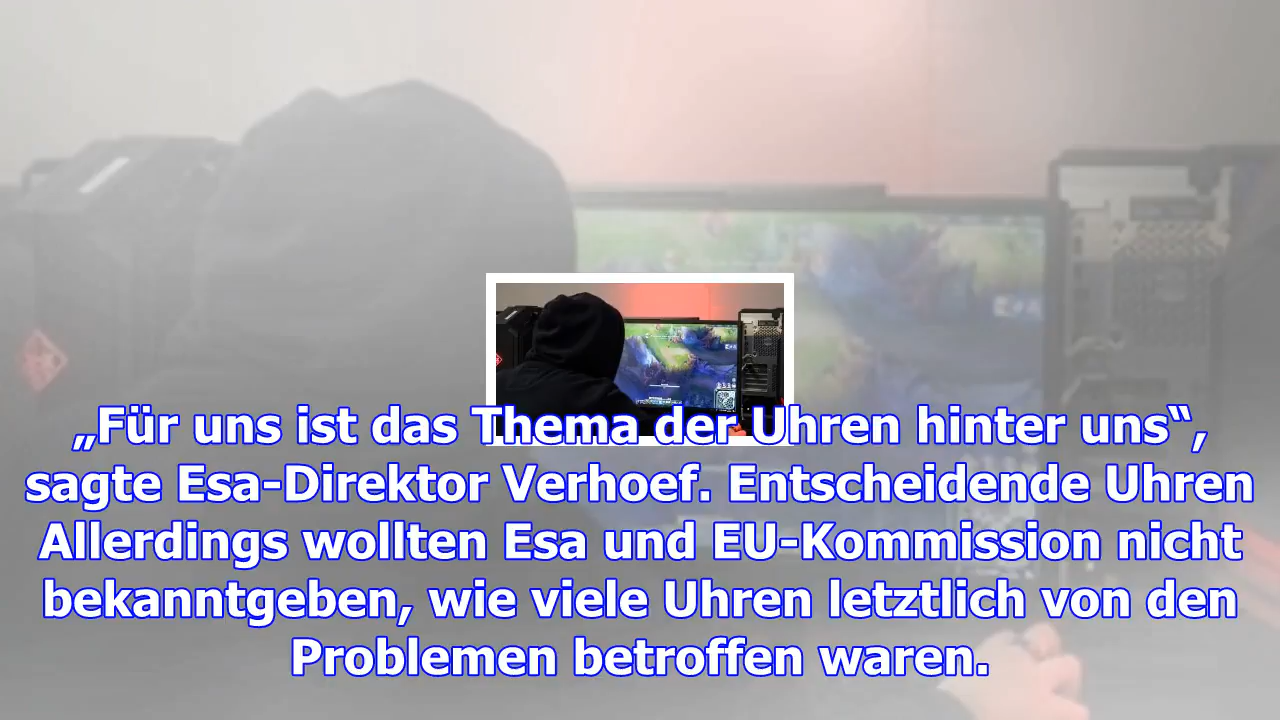 „Für uns ist das Thema der Uhren hinter uns“,
sagte Esa-Direktor Verhoef. Entscheidende Uhren
Allerdings wollten Esa und EU-Kommission nicht
bekanntgeben, wie viele Uhren letztlich von den
Problemen betroffen waren.